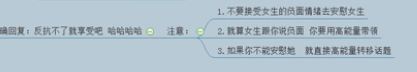 回复：反抗不了就享受吧 哈哈哈哈
注意：
1.不要接受女生的负面情绪去安慰女生
2.就算女生跟你说负面 你要用高能量带领
3.如果你不能安慰她 就直接高能量转移话题